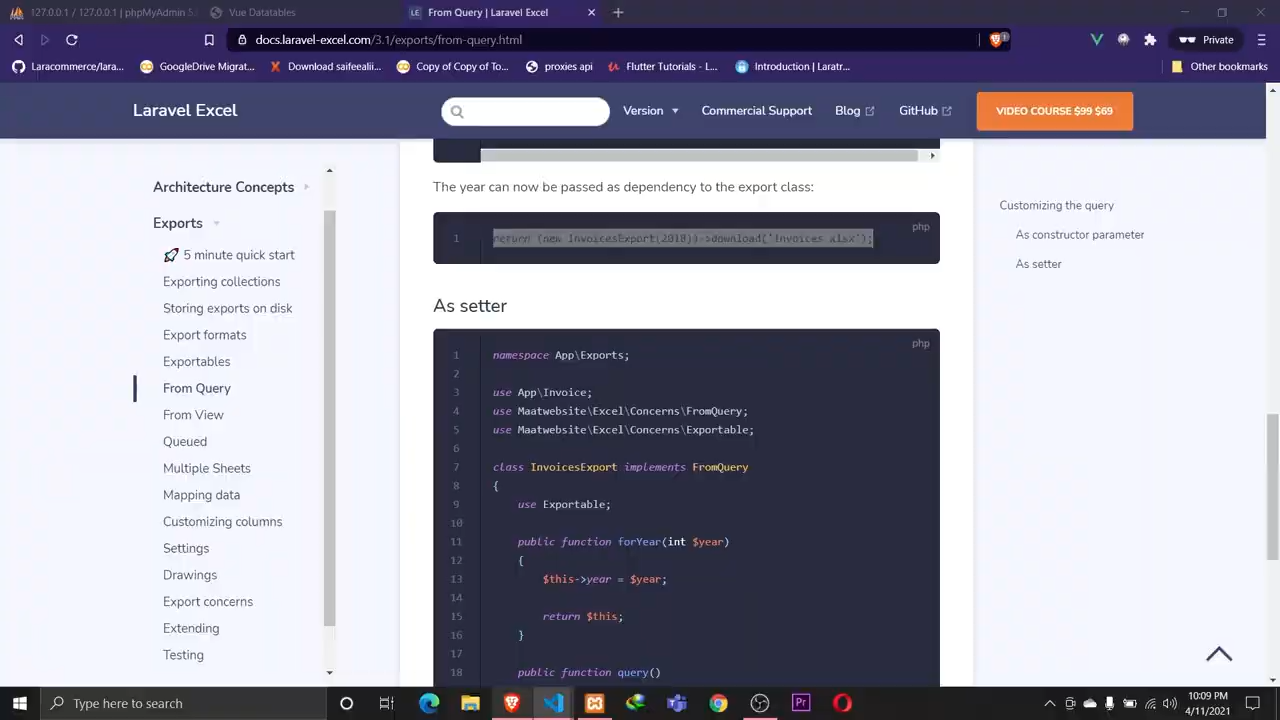 127.0.0.1 / 127.0.0.1 | phpMyAdmin 5.
Vue Datatables
From Query | Laravel Excel
docs.laravel-excel.com/3.1/exports/from-query.html
Private
Laracommerce/lara...
GoogleDrive Migrat...
Download saifeealii...
Copy of Copy of To...
proxies api
Flutter Tutorials - L...
Introduction | Laratr...
Other bookmarks
Laravel Excel
Version
Commercial Support
Blog
GitHub
VIDEO COURSE $99 $69
Architecture Concepts
Exports
5 minute quick start
Exporting collections
Storing exports on disk
Export formats
Exportables
From Query
From View
Queued
Multiple Sheets
Mapping data
Customizing columns
Settings
Drawings
Export concerns
Extending
Testing
The year can now be passed as dependency to the export class:
php
1 return (new InvoicesExport(2018))->download('invoices.xlsx');
As setter
php
1 namespace App\Exports;
2
3 use App\Invoice;
4 use Maatwebsite\Excel\Concerns\FromQuery;
5 use Maatwebsite\Excel\Concerns\Exportable;
6
7 class InvoicesExport implements FromQuery
8 {
9 use Exportable;
10
11 public function forYear(int $year)
12 {
13 $this->year = $year;
14
15 return $this;
16 }
17
18 public function query()
Customizing the query
As constructor parameter
As setter
Type here to search
10:09 PM
4/11/2021